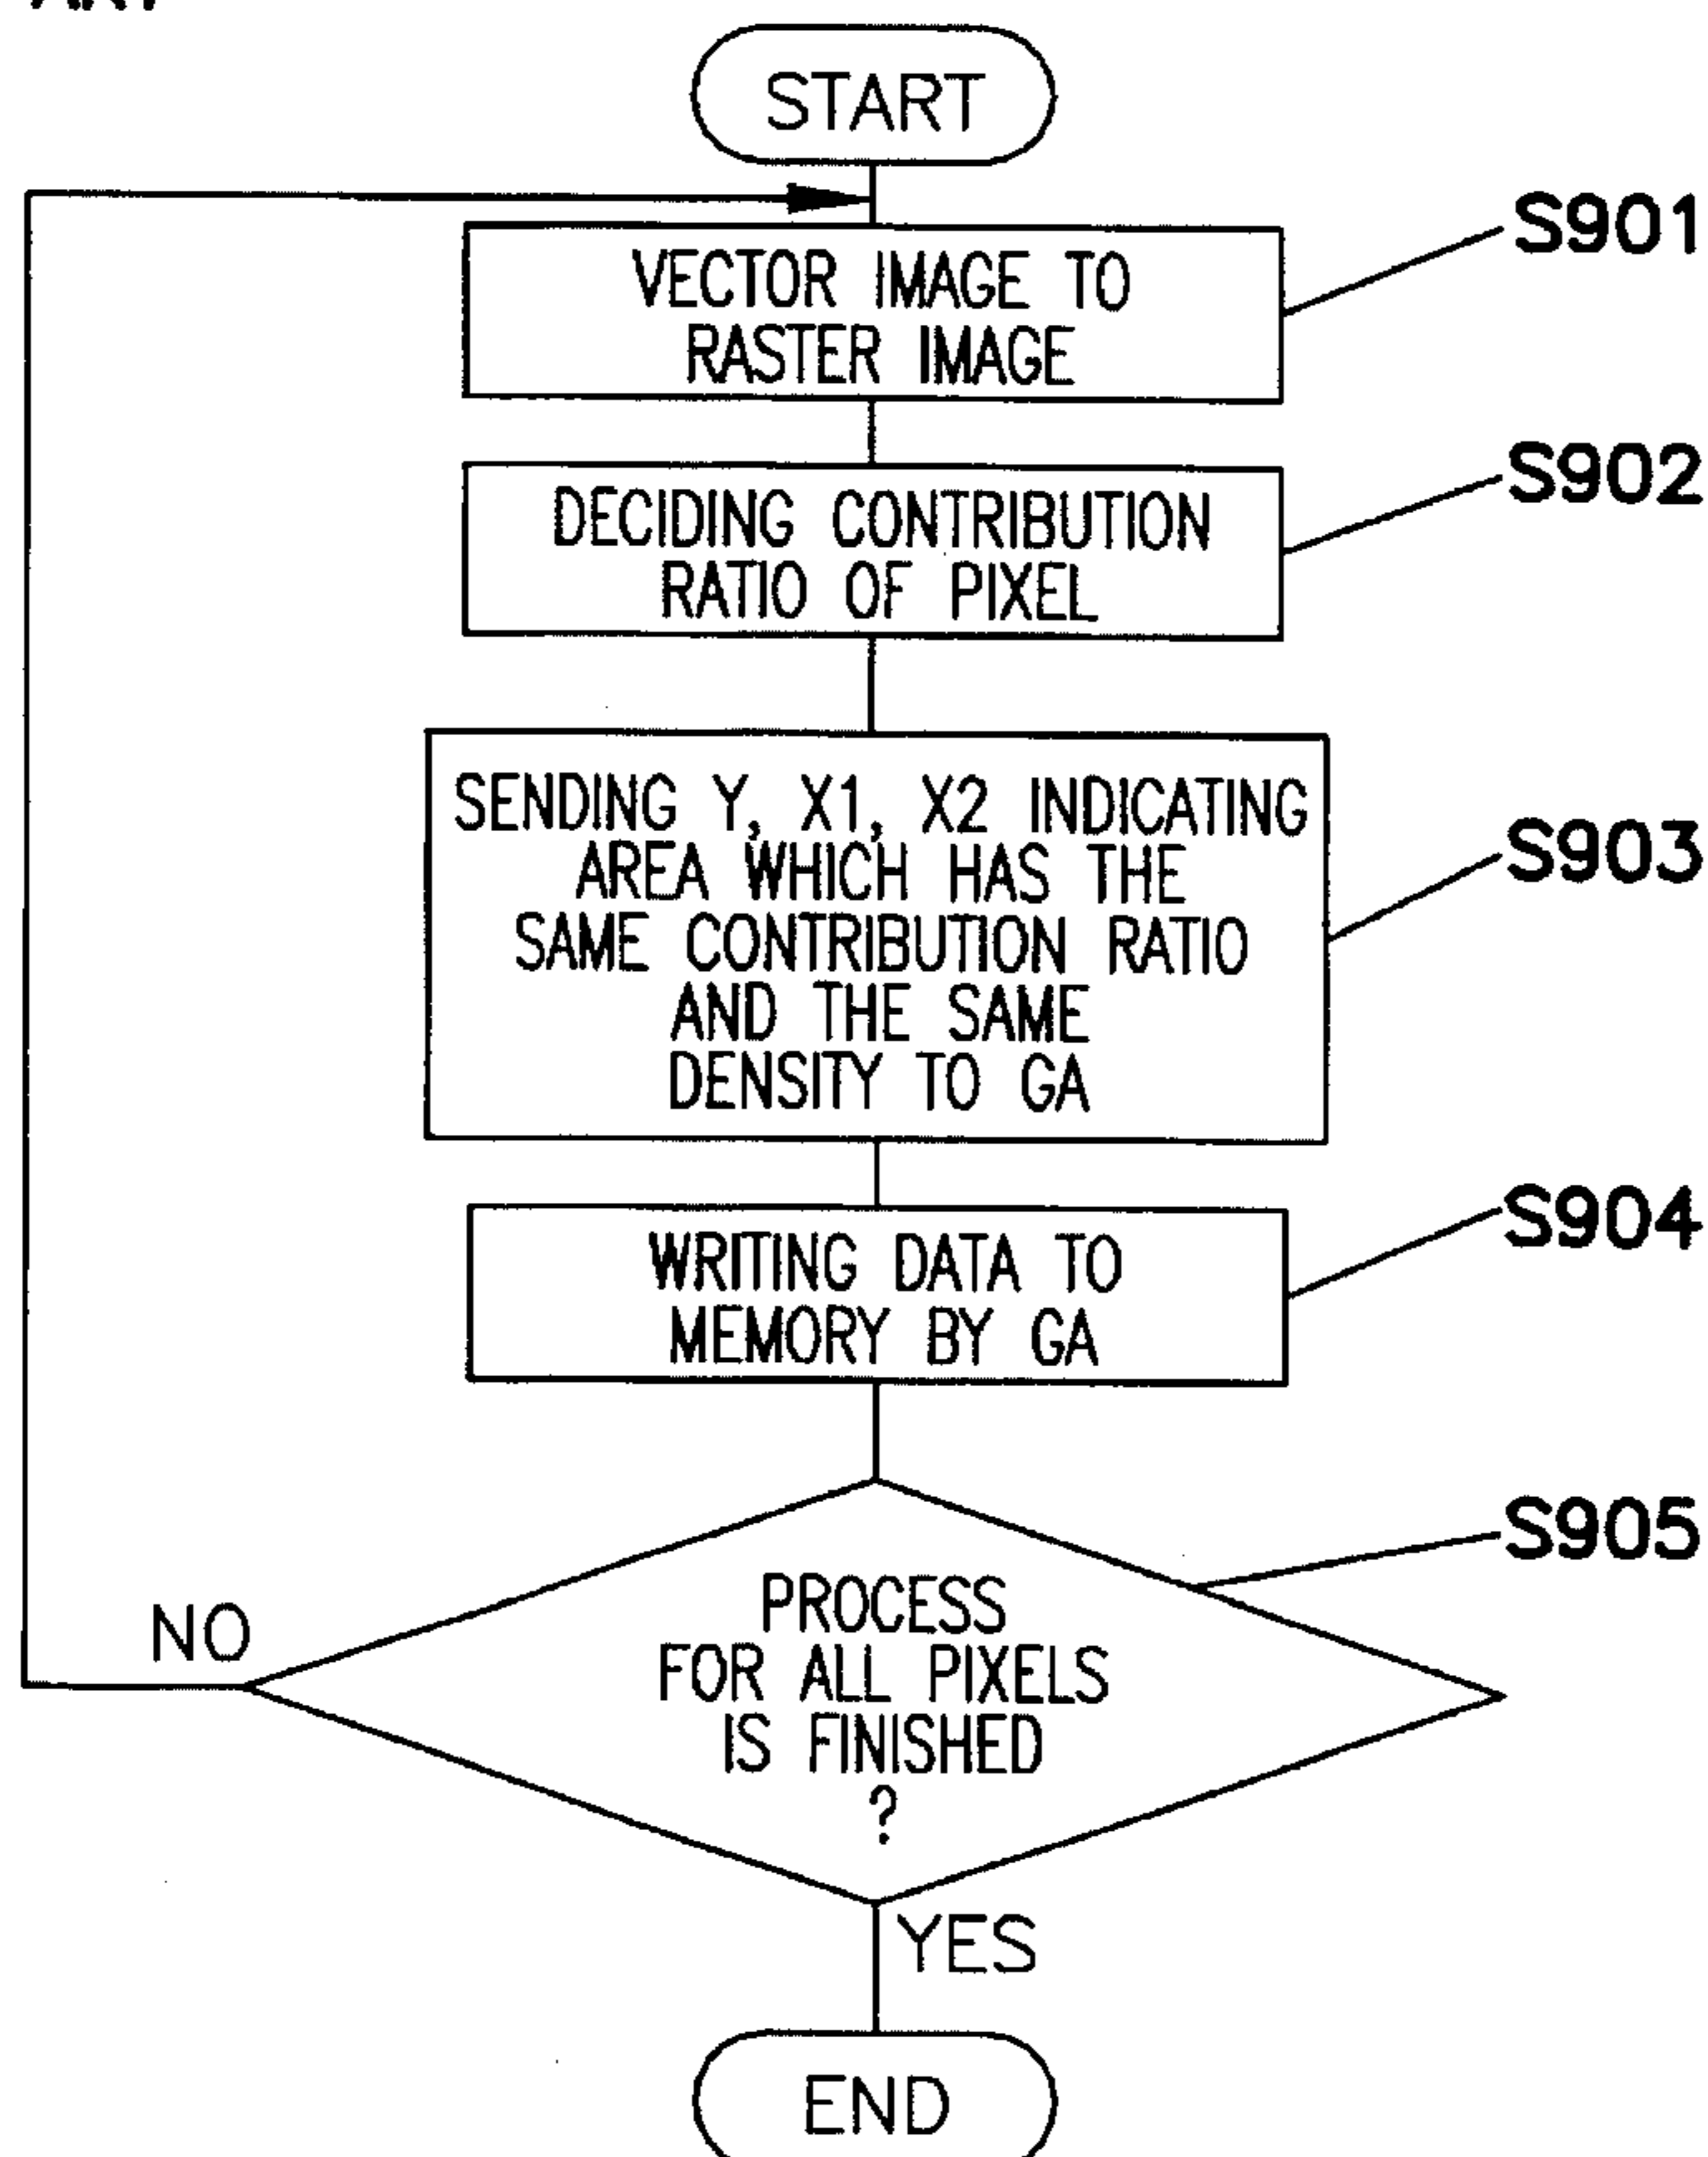 START
S901
VECTOR IMAGE TO
RASTER IMAGE
S902
DECIDING CONTRIBUTION
RATIO OF PIXEL
SENDING Y, X1, X2 INDICATING
AREA WHICH HAS THE
S903
SAME CONTRIBUTION RATIO
AND THE SAME
DENSITY TO GA
S904
WRITING DATA TO
MEMORY BY GA
S905
PROCESS
NO
FOR ALL PIXELS
IS FINISHED
?
YES
END